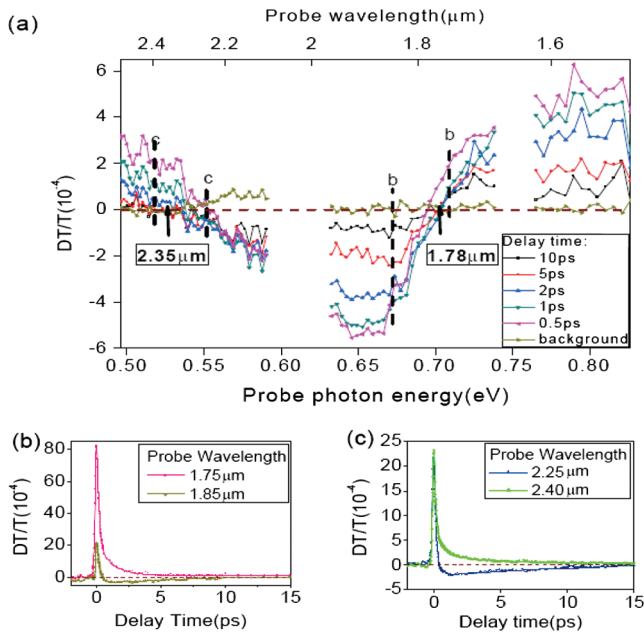 Probe wavelength(μm)
(a)
2.4 2.2 2 1.8 1.6
6
4
2
0
-2
-4
-6
DT/T(10⁻⁴)
c
c
b
b
2.35μm
1.78μm
Delay time:
10ps
5ps
2ps
1ps
0.5ps
background
0.50 0.55 0.60 0.65 0.70 0.75 0.80
Probe photon energy(eV)
(b)
80
60
40
20
0
DT/T(10⁻⁴)
Probe Wavelength
1.75μm
1.85μm
0 5 10 15
Delay Time(ps)
(c)
25
20
15
10
5
0
-5
DT/T(10⁻⁴)
Probe Wavelength
2.25μm
2.40μm
0 5 10 15
Delay time(ps)